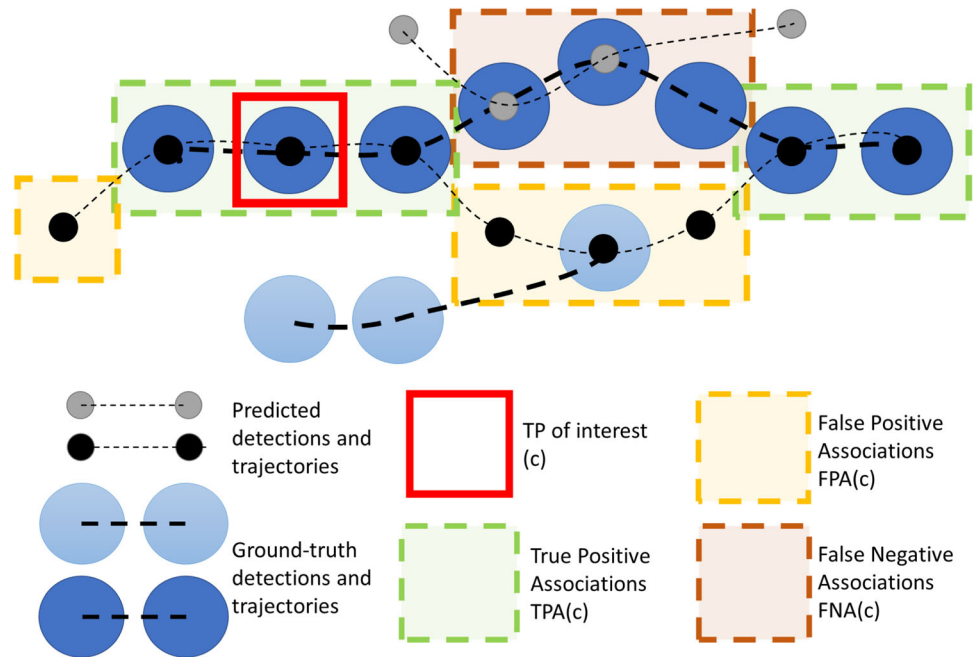 Predicted
detections and
trajectories
Ground-truth
detections and
trajectories
TP of interest
(c)
True Positive
Associations
TPA(c)
False Positive
Associations
FPA(c)
False Negative
Associations
FNA(c)